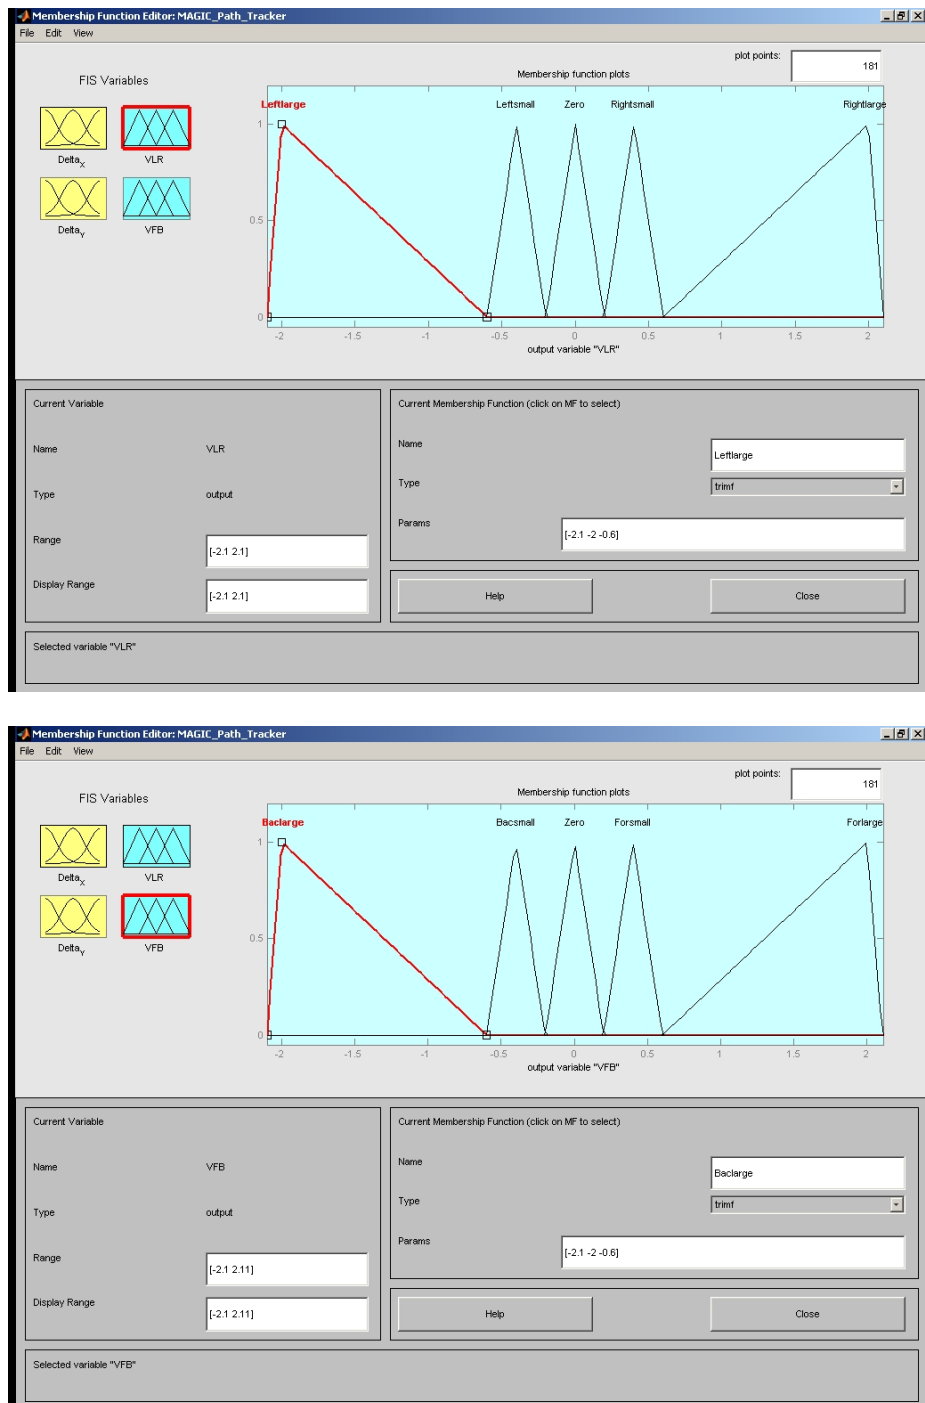 Membership Function Editor: MAGIC_Path_Tracker
File Edit View
plot points:
181
FIS Variables
Membership function plots
Leftlarge Leftsmall Zero Rightsmall Rightlarge
DeltaX VLR
DeltaY VFB
1
0.5
0
-2 -1.5 -1 -0.5 0 0.5 1 1.5 2
output variable "VLR"
Current Variable
Name VLR
Type output
Range [-2.1 2.1]
Display Range [-2.1 2.1]
Current Membership Function (click on MF to select)
Name Leftlarge
Type trimf
Params [-2.1 -2 -0.6]
Help Close
Selected variable "VLR"
Membership Function Editor: MAGIC_Path_Tracker
File Edit View
plot points:
181
FIS Variables
Membership function plots
Baclarge Bacsmall Zero Forsmall Forlarge
DeltaX VLR
DeltaY VFB
1
0.5
0
-2 -1.5 -1 -0.5 0 0.5 1 1.5 2
output variable "VFB"
Current Variable
Name VFB
Type output
Range [-2.1 2.11]
Display Range [-2.1 2.11]
Current Membership Function (click on MF to select)
Name Baclarge
Type trimf
Params [-2.1 -2 -0.6]
Help Close
Selected variable "VFB"